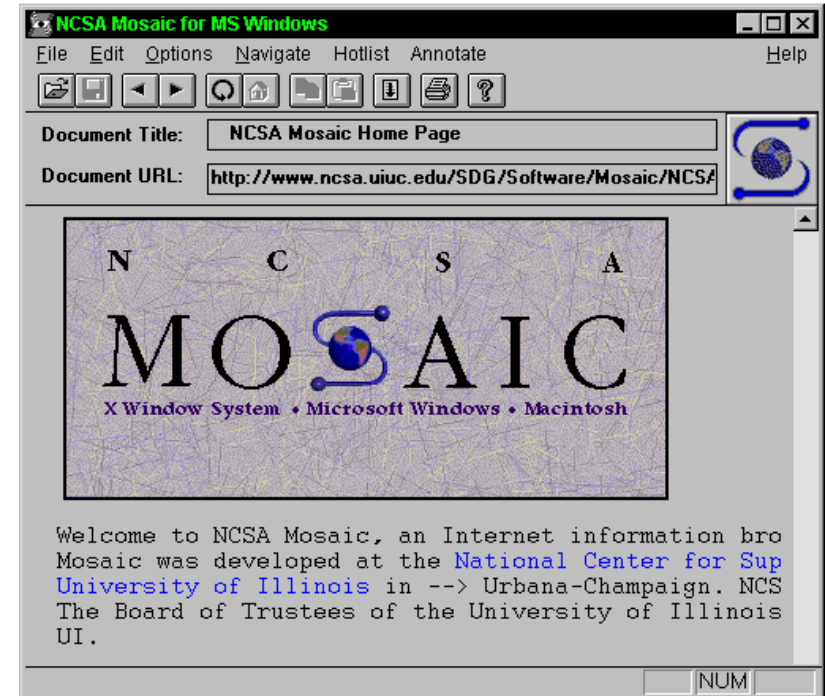 NCSA Mosaic for MS Windows
File Edit Options Navigate Hotlist Annotate Help
Document Title: NCSA Mosaic Home Page
Document URL: http://www.ncsa.uiuc.edu/SDG/Software/Mosaic/NCSA
N C S A
MOSAIC
X Window System • Microsoft Windows • Macintosh
Welcome to NCSA Mosaic, an Internet information bro
Mosaic was developed at the National Center for Sup
University of Illinois in --> Urbana-Champaign. NCS
The Board of Trustees of the University of Illinois
UI.
NUM